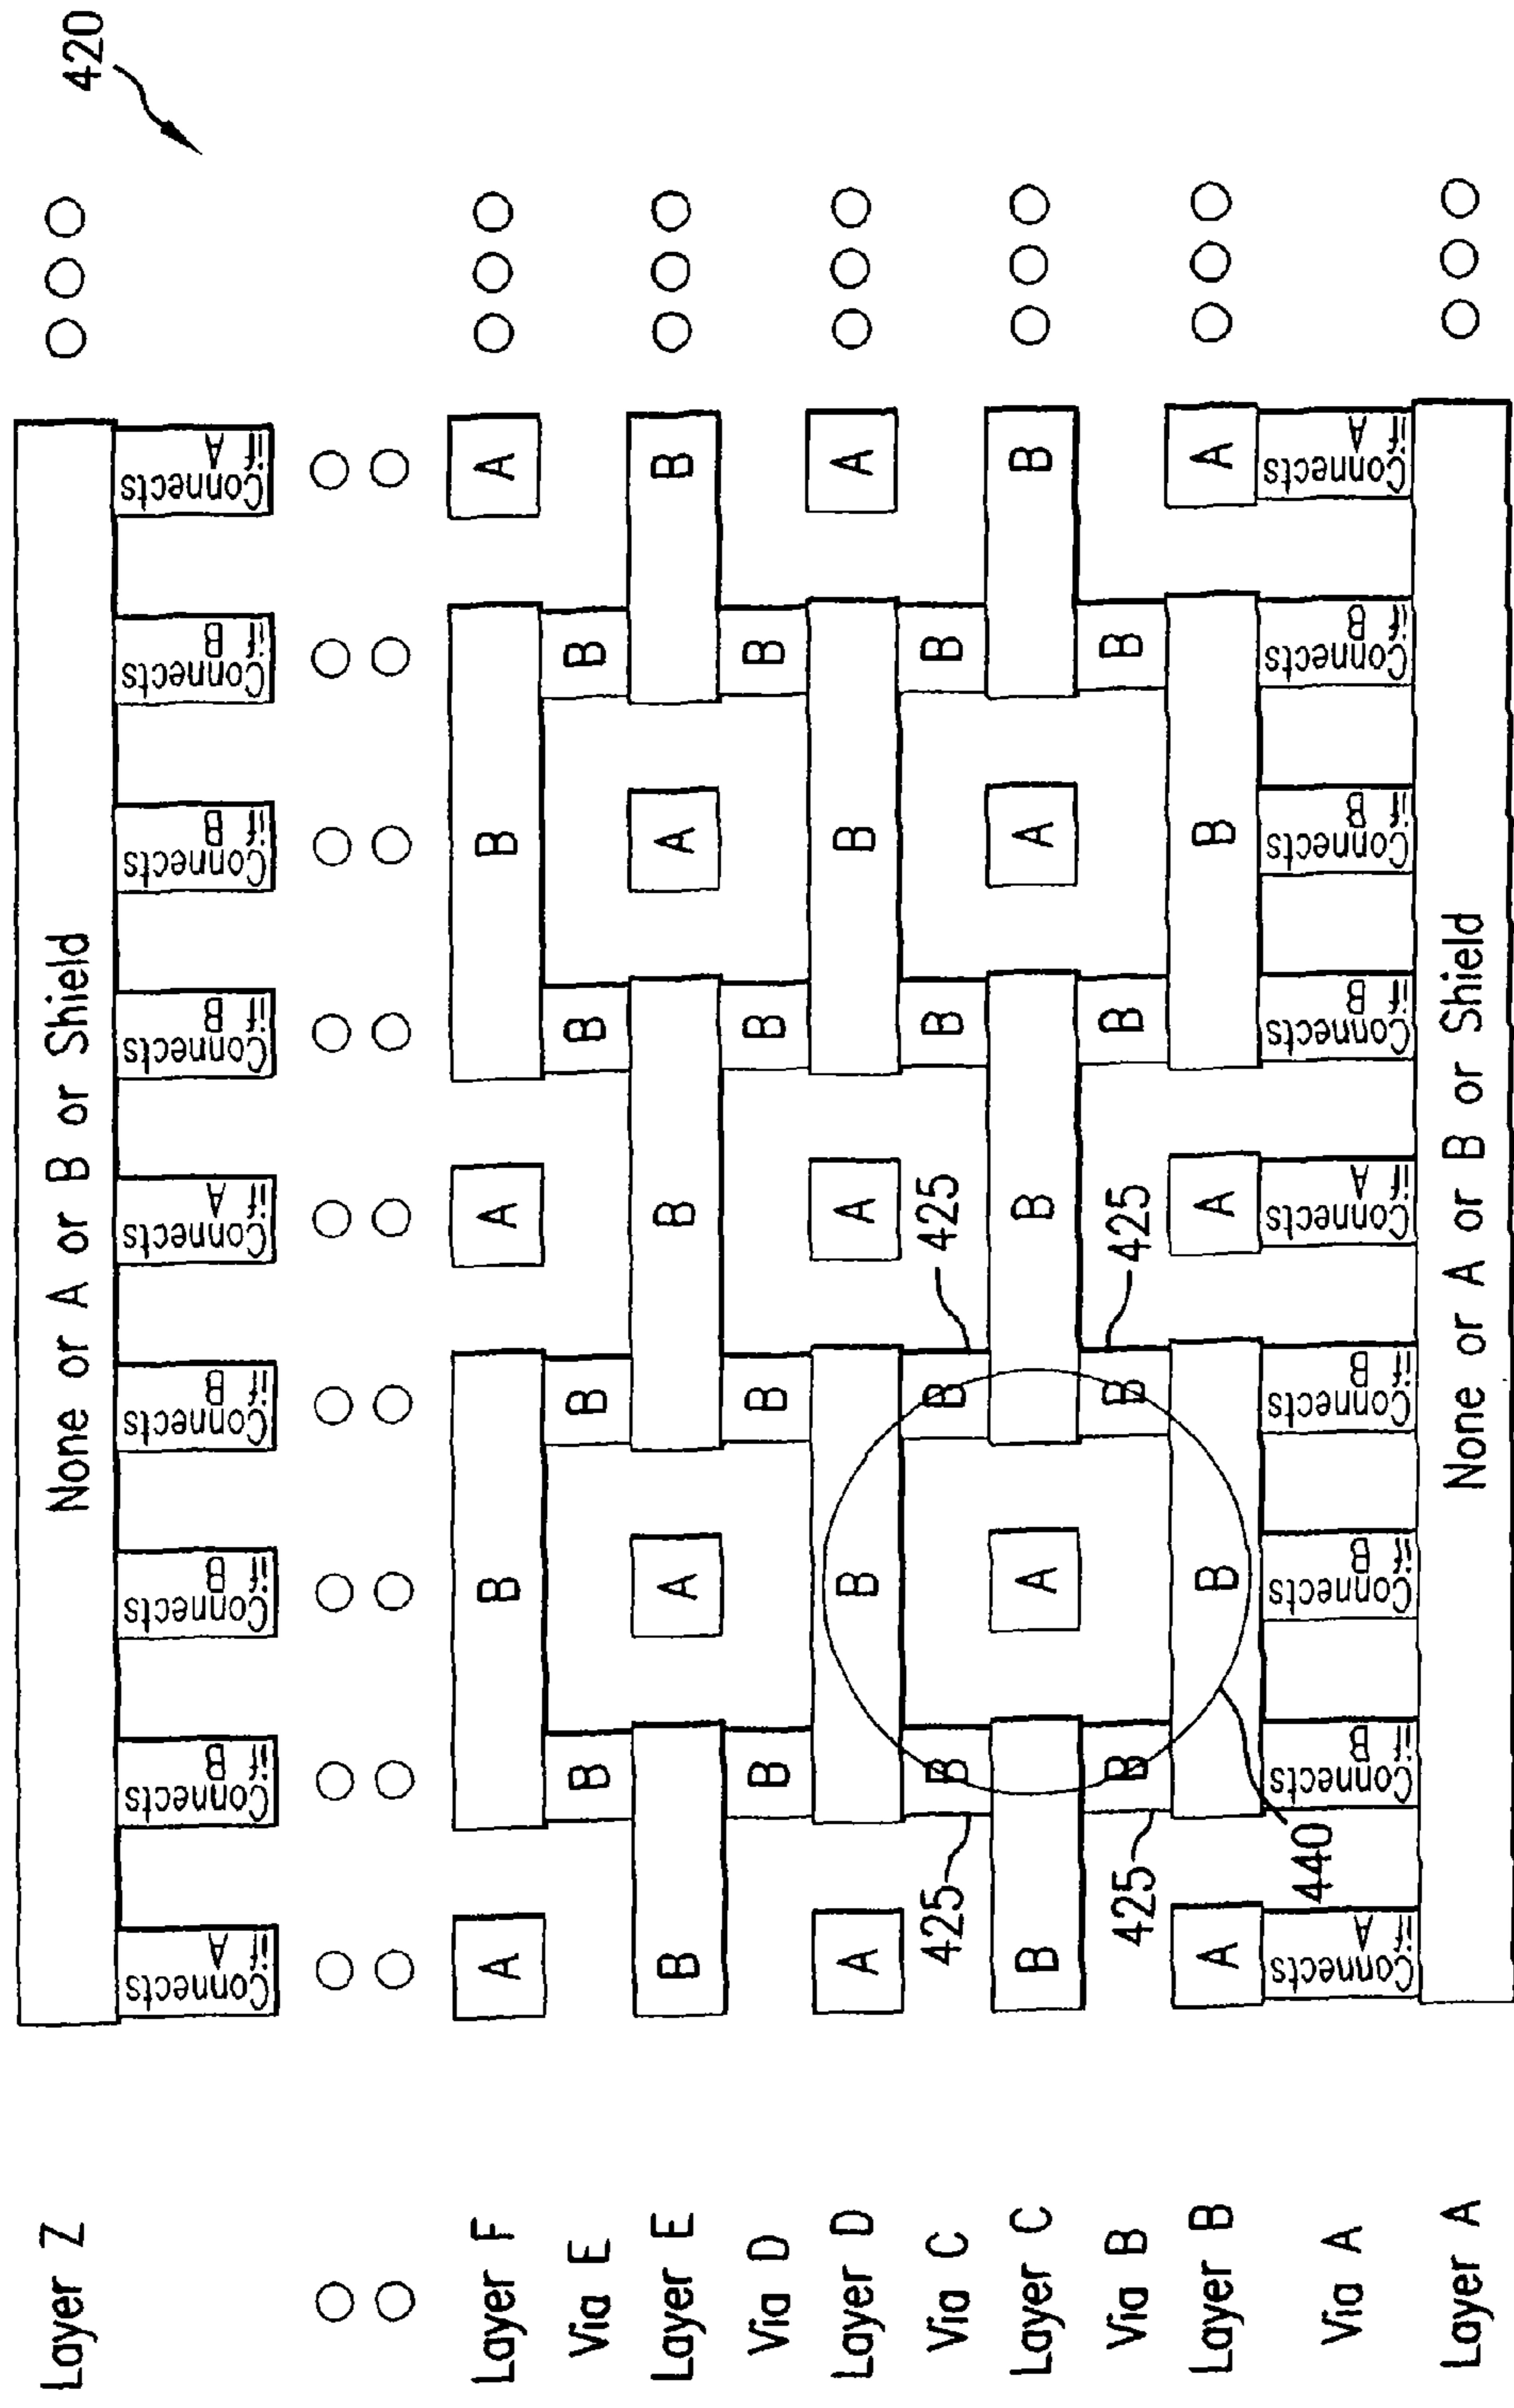 420
Layer Z
None or A or B or Shield
Connects if A
Connects if B
Connects if B
Connects if B
Connects if A
Connects if B
Connects if B
Connects if B
Connects if A
Layer F A B A B A
Via E B B B B
Layer E B A B A B
Via D B B B B
Layer D A B A B A
Via C 425 B B 425 B B
Layer C B A B A B
Via B 425 B B 425 B B
Layer B A B A B A
440
Via A
Connects if A
Connects if B
Connects if B
Connects if B
Connects if A
Connects if B
Connects if B
Connects if B
Connects if A
Layer A
None or A or B or Shield